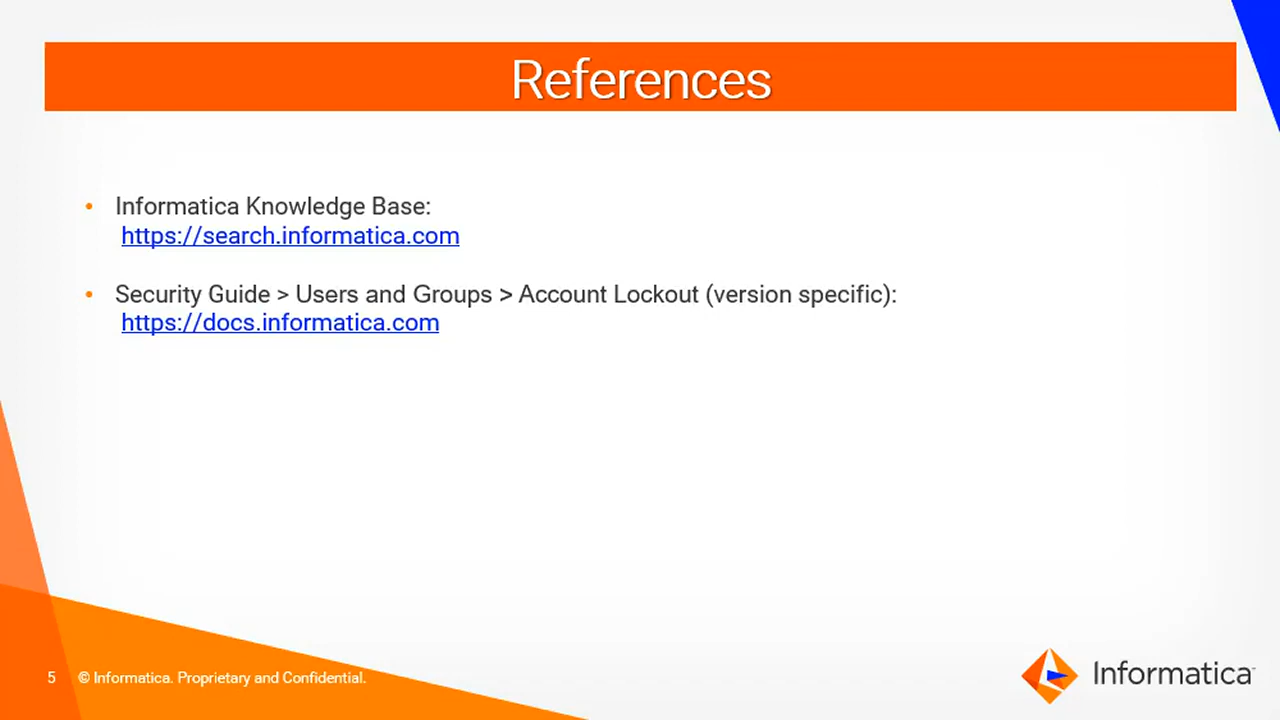 References
• Informatica Knowledge Base:
https://search.informatica.com
• Security Guide > Users and Groups > Account Lockout (version specific):
https://docs.informatica.com
5 © Informatica. Proprietary and Confidential.
Informatica™